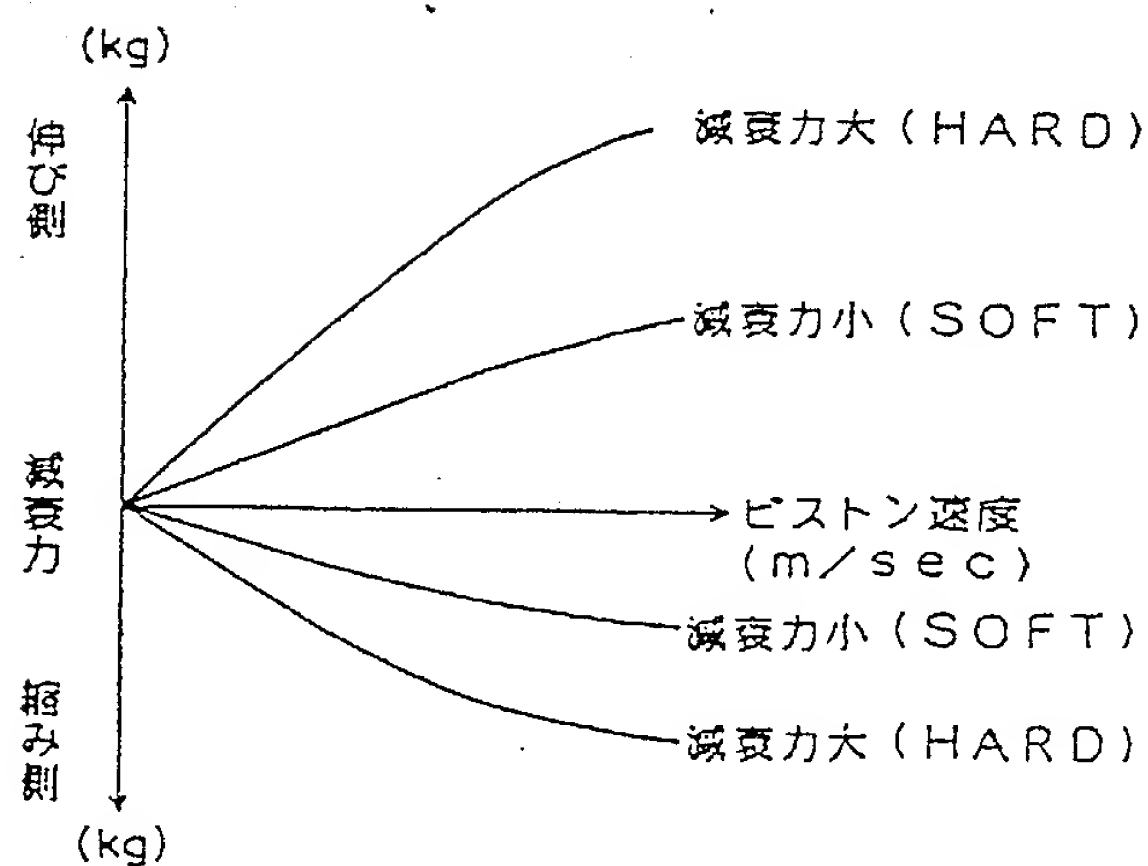 (kg)
伸び側
減衰力大(HARD)
減衰力小(SOFT)
減衰力
ピストン速度
(m/sec)
減衰力小(SOFT)
縮み側
減衰力大(HARD)
(kg)